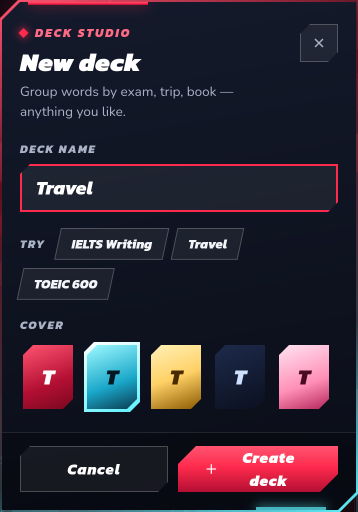 DECK STUDIO
New deck
Group words by exam, trip, book —
anything you like.
DECK NAME
Travel
TRY IELTS Writing Travel
TOEIC 600
COVER
T T T T T
Cancel + Create
deck